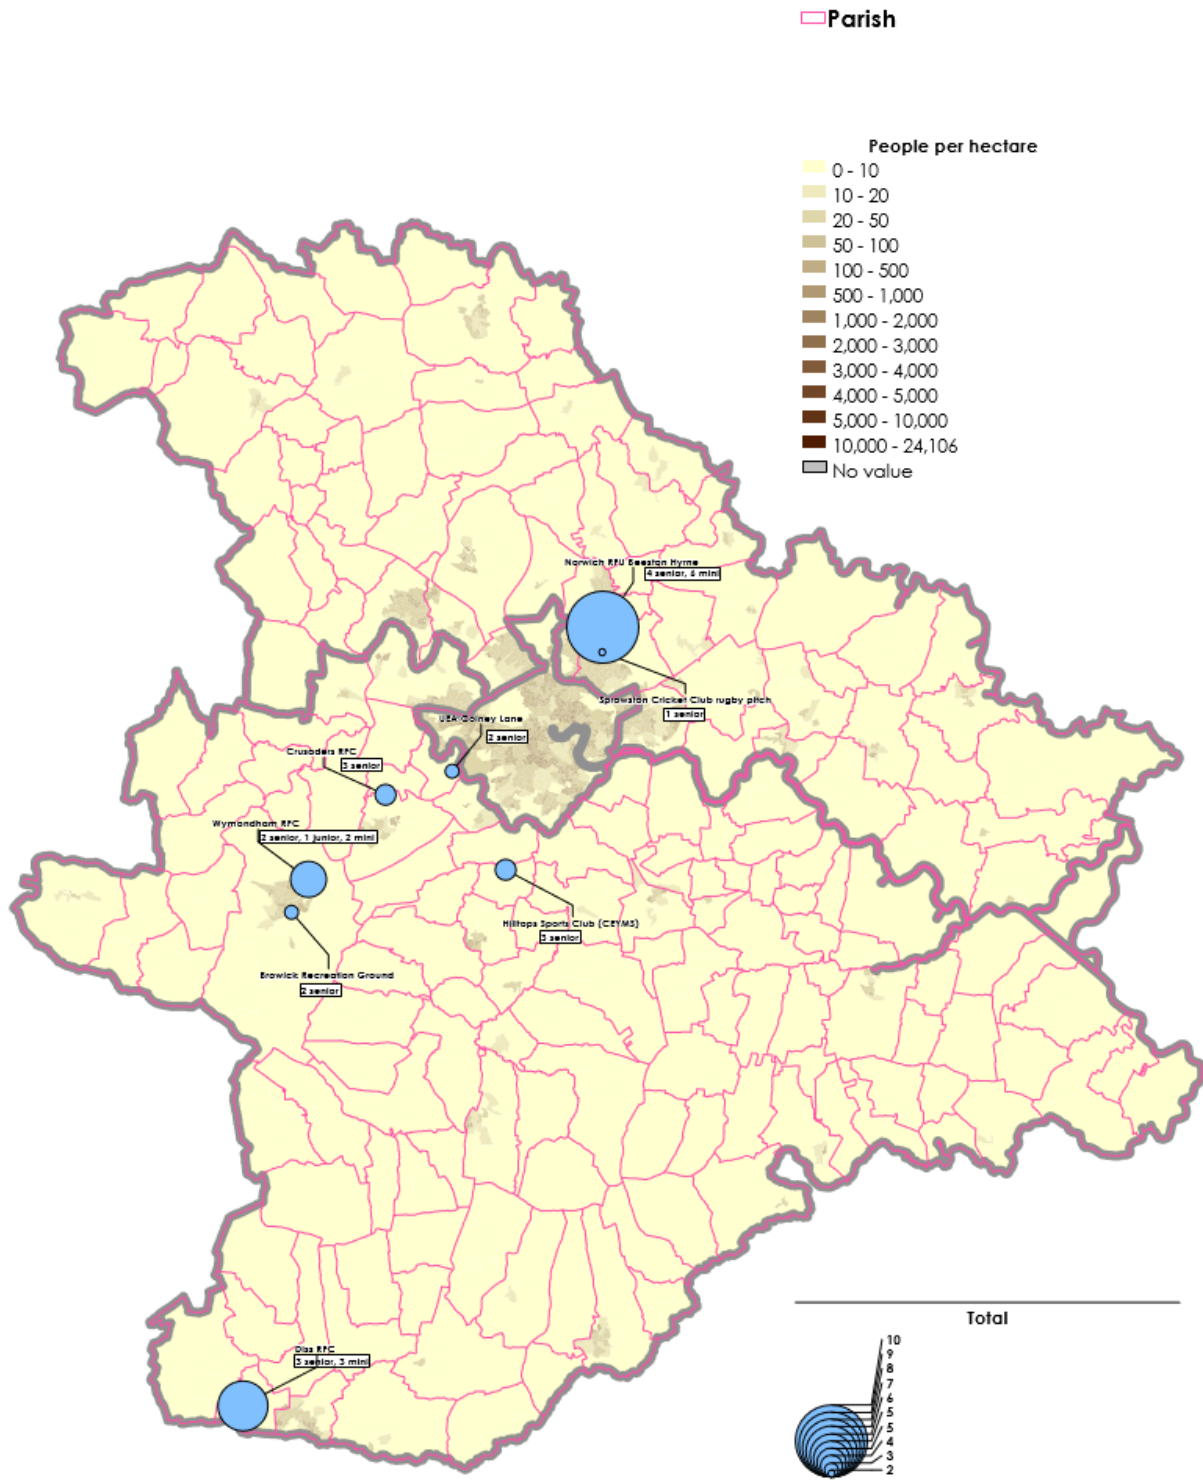 Parish
People per hectare
0 - 10
10 - 20
20 - 50
50 - 100
100 - 500
500 - 1,000
1,000 - 2,000
2,000 - 3,000
3,000 - 4,000
4,000 - 5,000
5,000 - 10,000
10,000 - 24,106
No value
Norwich RFU Beeston Hyrne
4 senior, 6 mini
Sprowston Cricket Club rugby pitch
1 senior
UEA Colney Lane
2 senior
Crusaders RFC
3 senior
Wymondham RFC
2 senior, 1 junior, 2 mini
Hilltops Sports Club (CEYMS)
3 senior
Browick Recreation Ground
2 senior
Total
10
9
8
7
6
5
5
4
3
2
Diss RFC
3 senior, 3 mini